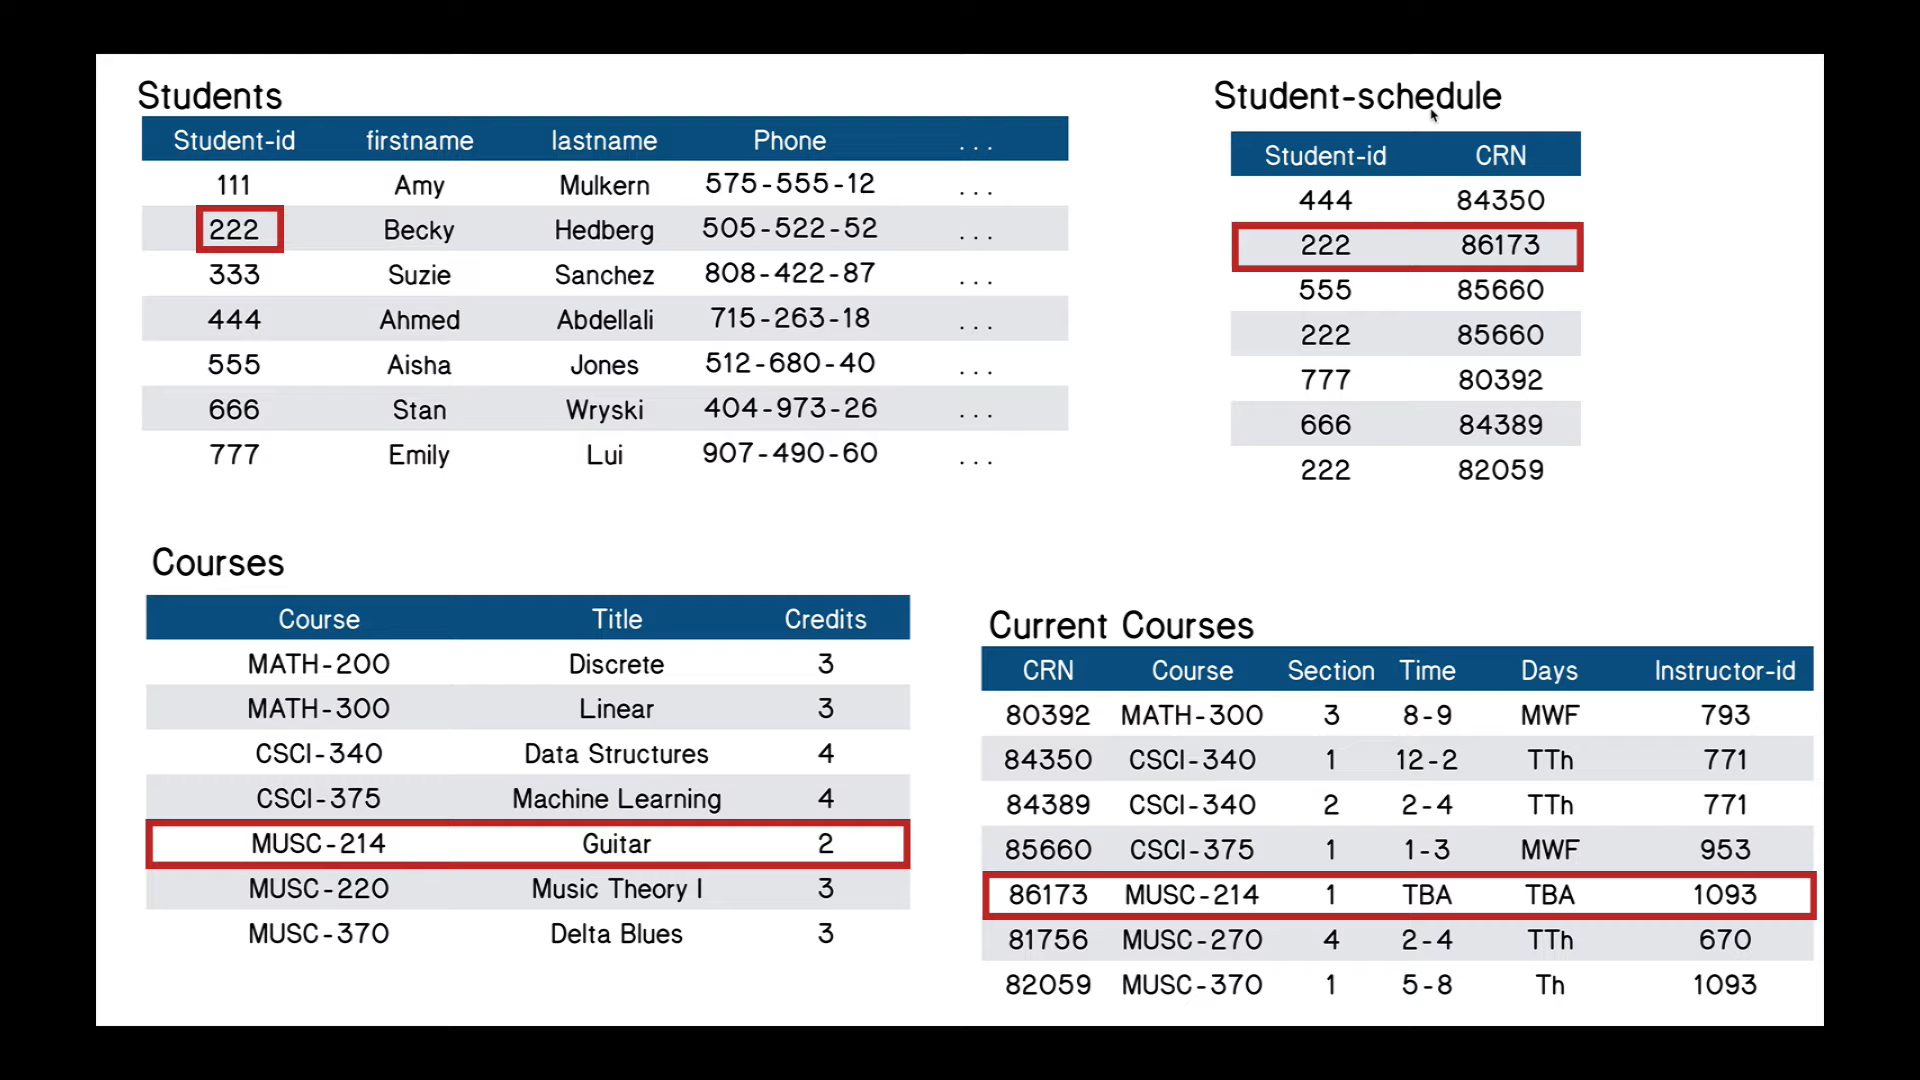 Students
Student-id firstname lastname Phone ...
111 Amy Mulkern 575-555-12 ...
222 Becky Hedberg 505-522-52 ...
333 Suzie Sanchez 808-422-87 ...
444 Ahmed Abdellali 715-263-18 ...
555 Aisha Jones 512-680-40 ...
666 Stan Wryski 404-973-26 ...
777 Emily Lui 907-490-60 ...
Student-schedule
Student-id CRN
444 84350
222 86173
555 85660
222 85660
777 80392
666 84389
222 82059
Courses
Course Title Credits
MATH-200 Discrete 3
MATH-300 Linear 3
CSCI-340 Data Structures 4
CSCI-375 Machine Learning 4
MUSC-214 Guitar 2
MUSC-220 Music Theory I 3
MUSC-370 Delta Blues 3
Current Courses
CRN Course Section Time Days Instructor-id
80392 MATH-300 3 8-9 MWF 793
84350 CSCI-340 1 12-2 TTh 771
84389 CSCI-340 2 2-4 TTh 771
85660 CSCI-375 1 1-3 MWF 953
86173 MUSC-214 1 TBA TBA 1093
81756 MUSC-270 4 2-4 TTh 670
82059 MUSC-370 1 5-8 Th 1093